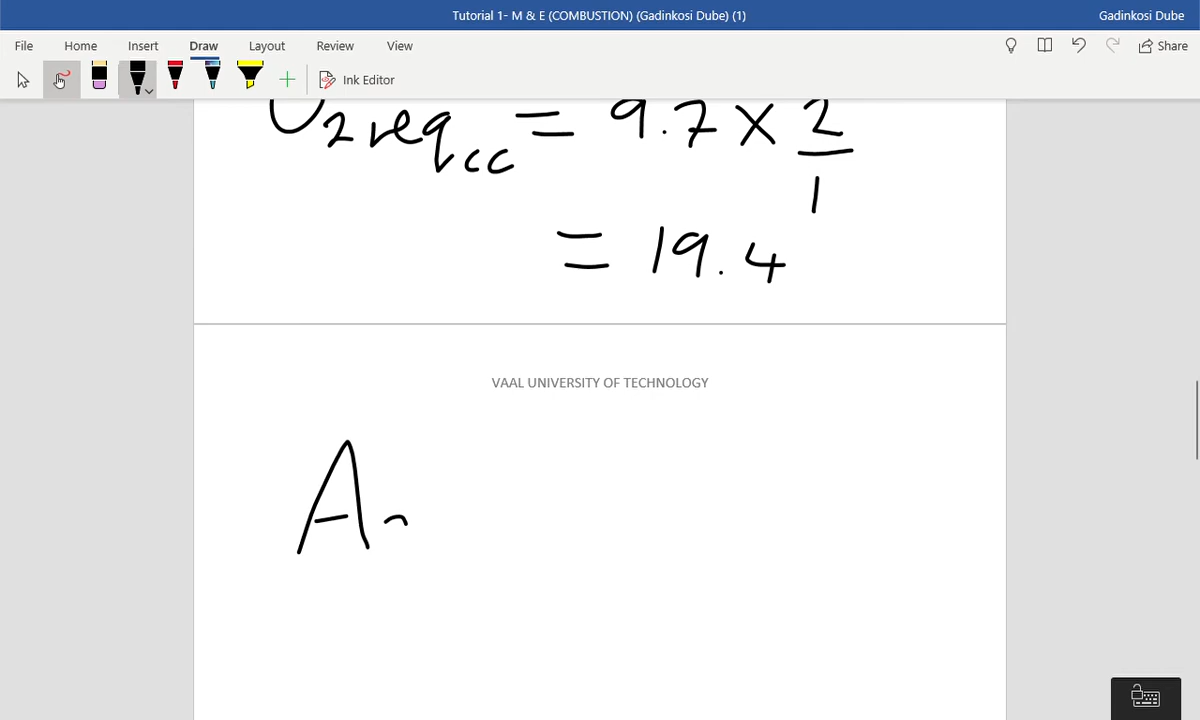 Tutorial 1- M & E (COMBUSTION) (Gadinkosi Dube) (1) Gadinkosi Dube
File Home Insert Draw Layout Review View Share
Ink Editor
O2 req cc = 9.7 × 2/1
= 19.4
VAAL UNIVERSITY OF TECHNOLOGY
A